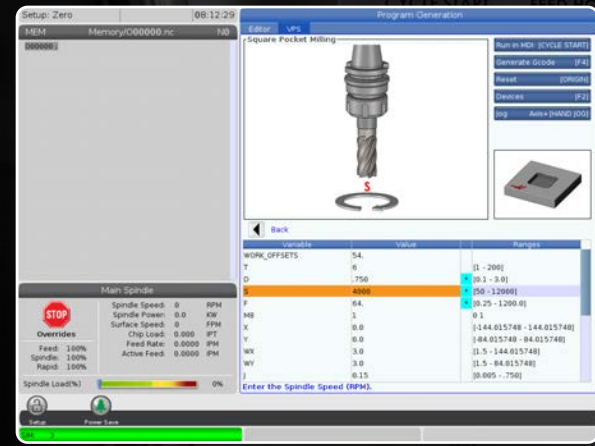 Setup: Zero
08:12:29
Program Generation
MEM
Memory/O00000.nc
N0
Editor
VPS
O00000;
Square Pocket Milling
Run in MDI: [CYCLE START]
Generate Gcode [F4]
Reset [ORIGIN]
Devices [F2]
Jog Axis+ [HAND JOG]
S
Back
Variable Value Ranges
WORK_OFFSETS 54.
T 6 [1 - 200]
D .750 * [0.1 - 3.0]
S 4000 * [50 - 12000]
F 64. * [0.25 - 1200.0]
M8 1 0 1
X 0.0 [-144.015748 - 144.015748]
Y 0.0 [-84.015748 - 84.015748]
WX 3.0 [1.5 - 144.015748]
WY 3.0 [1.5 - 84.015748]
J 0.15 [0.005 - .750]
Enter the Spindle Speed (RPM).
Main Spindle
STOP
Overrides
Feed: 100%
Spindle: 100%
Rapid: 100%
Spindle Speed: 0 RPM
Spindle Power: 0.0 KW
Surface Speed: 0 FPM
Chip Load: 0.000 IPT
Feed Rate: 0.0000 IPM
Active Feed: 0.0000 IPM
Spindle Load(%) 0%
Setup
Power Save